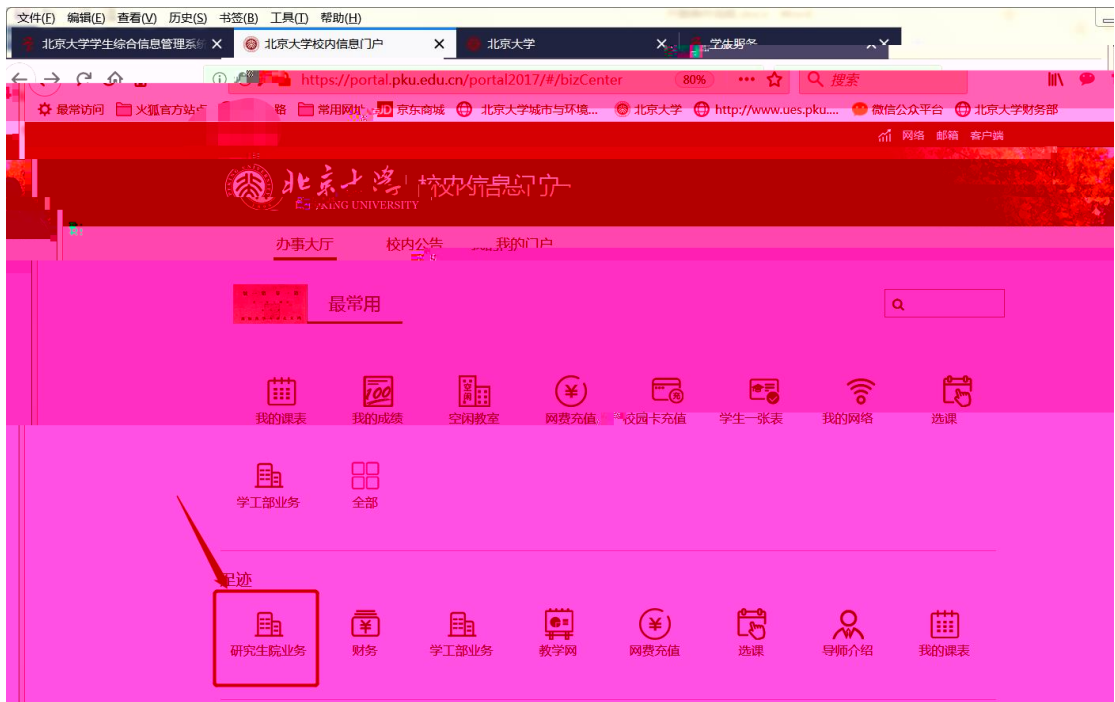 文件(F) 编辑(E) 查看(V) 历史(S) 书签(B) 工具(T) 帮助(H)
北京大学学生综合信息管理系统 北京大学校内信息门户 北京大学
https://portal.pku.edu.cn/portal2017/#/bizCenter 80% 搜索
最常访问 火狐官方站点 常用网址 JD 京东商城 北京大学城市与环境... 北京大学 http://www.ues.pku.... 微信公众平台 北京大学财务部
网络 邮箱 客户端
北京大学 校内信息门户
UNIVERSITY
办事大厅 校内公告 我的门户
最常用
我的课表 我的成绩 空闲教室 网费充值 校园卡充值 学生一张表 我的网络 选课
学工部业务 全部
足迹
研究生院业务 财务 学工部业务 教学网 网费充值 选课 导师介绍 我的课表